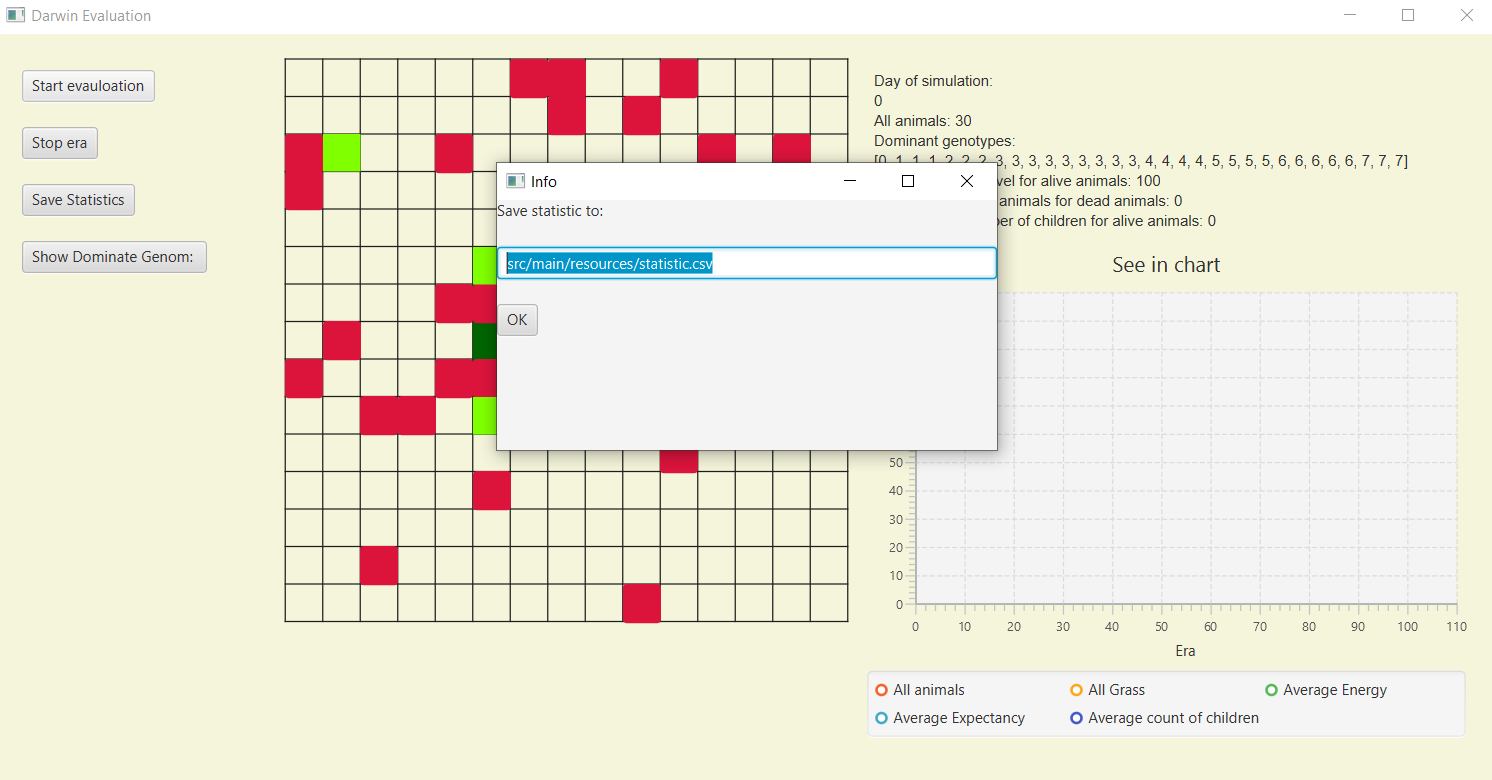 Darwin Evaluation
Start evauloation
Stop era
Save Statistics
Show Dominate Genom:
Day of simulation:
0
All animals: 30
Dominant genotypes:
[0, 1, 1, 1, 2, 2, 2, 3, 3, 3, 3, 3, 3, 3, 3, 3, 4, 4, 4, 4, 5, 5, 5, 5, 6, 6, 6, 6, 6, 7, 7, 7]
for alive animals: 100
animals for dead animals: 0
of children for alive animals: 0
Info
Save statistic to:
src/main/resources/statistic.csv
OK
See in chart
50
40
30
20
10
0
0 10 20 30 40 50 60 70 80 90 100 110
Era
All animals All Grass Average Energy
Average Expectancy Average count of children